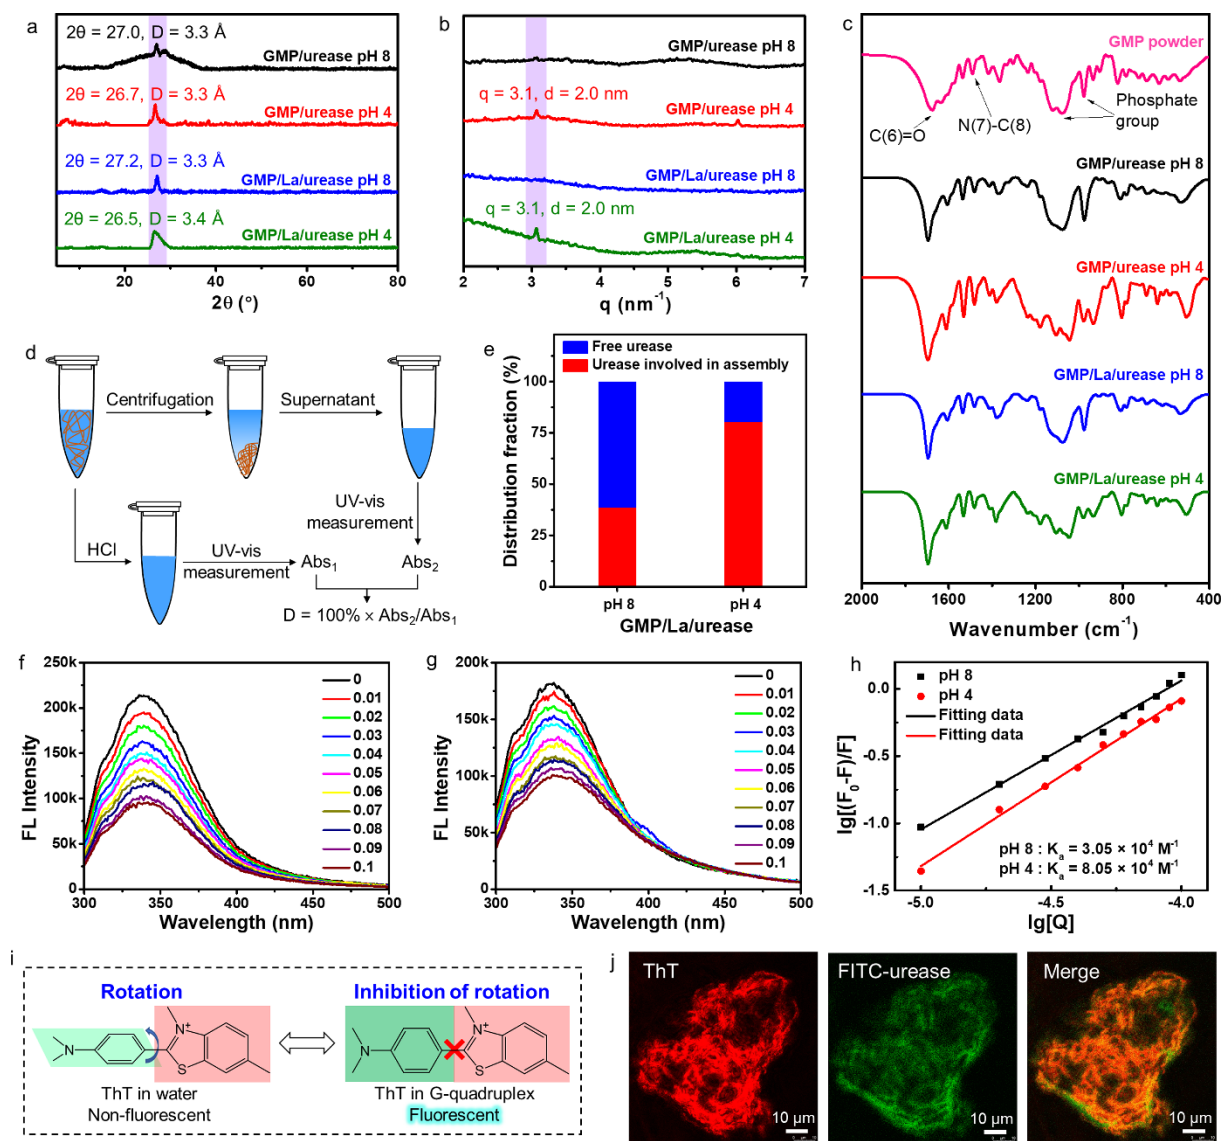 a
2θ = 27.0, D = 3.3 Å
GMP/urease pH 8
2θ = 26.7, D = 3.3 Å
GMP/urease pH 4
2θ = 27.2, D = 3.3 Å
GMP/La/urease pH 8
2θ = 26.5, D = 3.4 Å
GMP/La/urease pH 4
20 40 60 80
2θ (°)
b
GMP/urease pH 8
q = 3.1, d = 2.0 nm
GMP/urease pH 4
GMP/La/urease pH 8
q = 3.1, d = 2.0 nm
GMP/La/urease pH 4
2 3 4 5 6 7
q (nm⁻¹)
c
GMP powder
C(6)=O
N(7)-C(8)
Phosphate
group
GMP/urease pH 8
GMP/urease pH 4
GMP/La/urease pH 8
GMP/La/urease pH 4
2000 1600 1200 800 400
Wavenumber (cm⁻¹)
d
Centrifugation
Supernatant
HCl
UV-vis
measurement
UV-vis
measurement
Abs₁
Abs₂
D = 100% × Abs₂/Abs₁
e
Free urease
Urease involved in assembly
Distribution fraction (%)
100
75
50
25
0
pH 8
pH 4
GMP/La/urease
f
FL Intensity
250k
200k
150k
100k
50k
0
300 350 400 450 500
Wavelength (nm)
0
0.01
0.02
0.03
0.04
0.05
0.06
0.07
0.08
0.09
0.1
g
FL Intensity
200k
150k
100k
50k
0
300 350 400 450 500
Wavelength (nm)
0
0.01
0.02
0.03
0.04
0.05
0.06
0.07
0.08
0.09
0.1
h
pH 8
pH 4
Fitting data
Fitting data
lg[(F₀-F)/F]
0.0
-0.5
-1.0
-1.5
pH 8 : Kₐ = 3.05 × 10⁴ M⁻¹
pH 4 : Kₐ = 8.05 × 10⁴ M⁻¹
-5.0 -4.5 -4.0
lg[Q]
i
Rotation
N
N⁺
S
ThT in water
Non-fluorescent
Inhibition of rotation
N
N⁺
S
ThT in G-quadruplex
Fluorescent
j
ThT
10 μm
FITC-urease
10 μm
Merge
10 μm